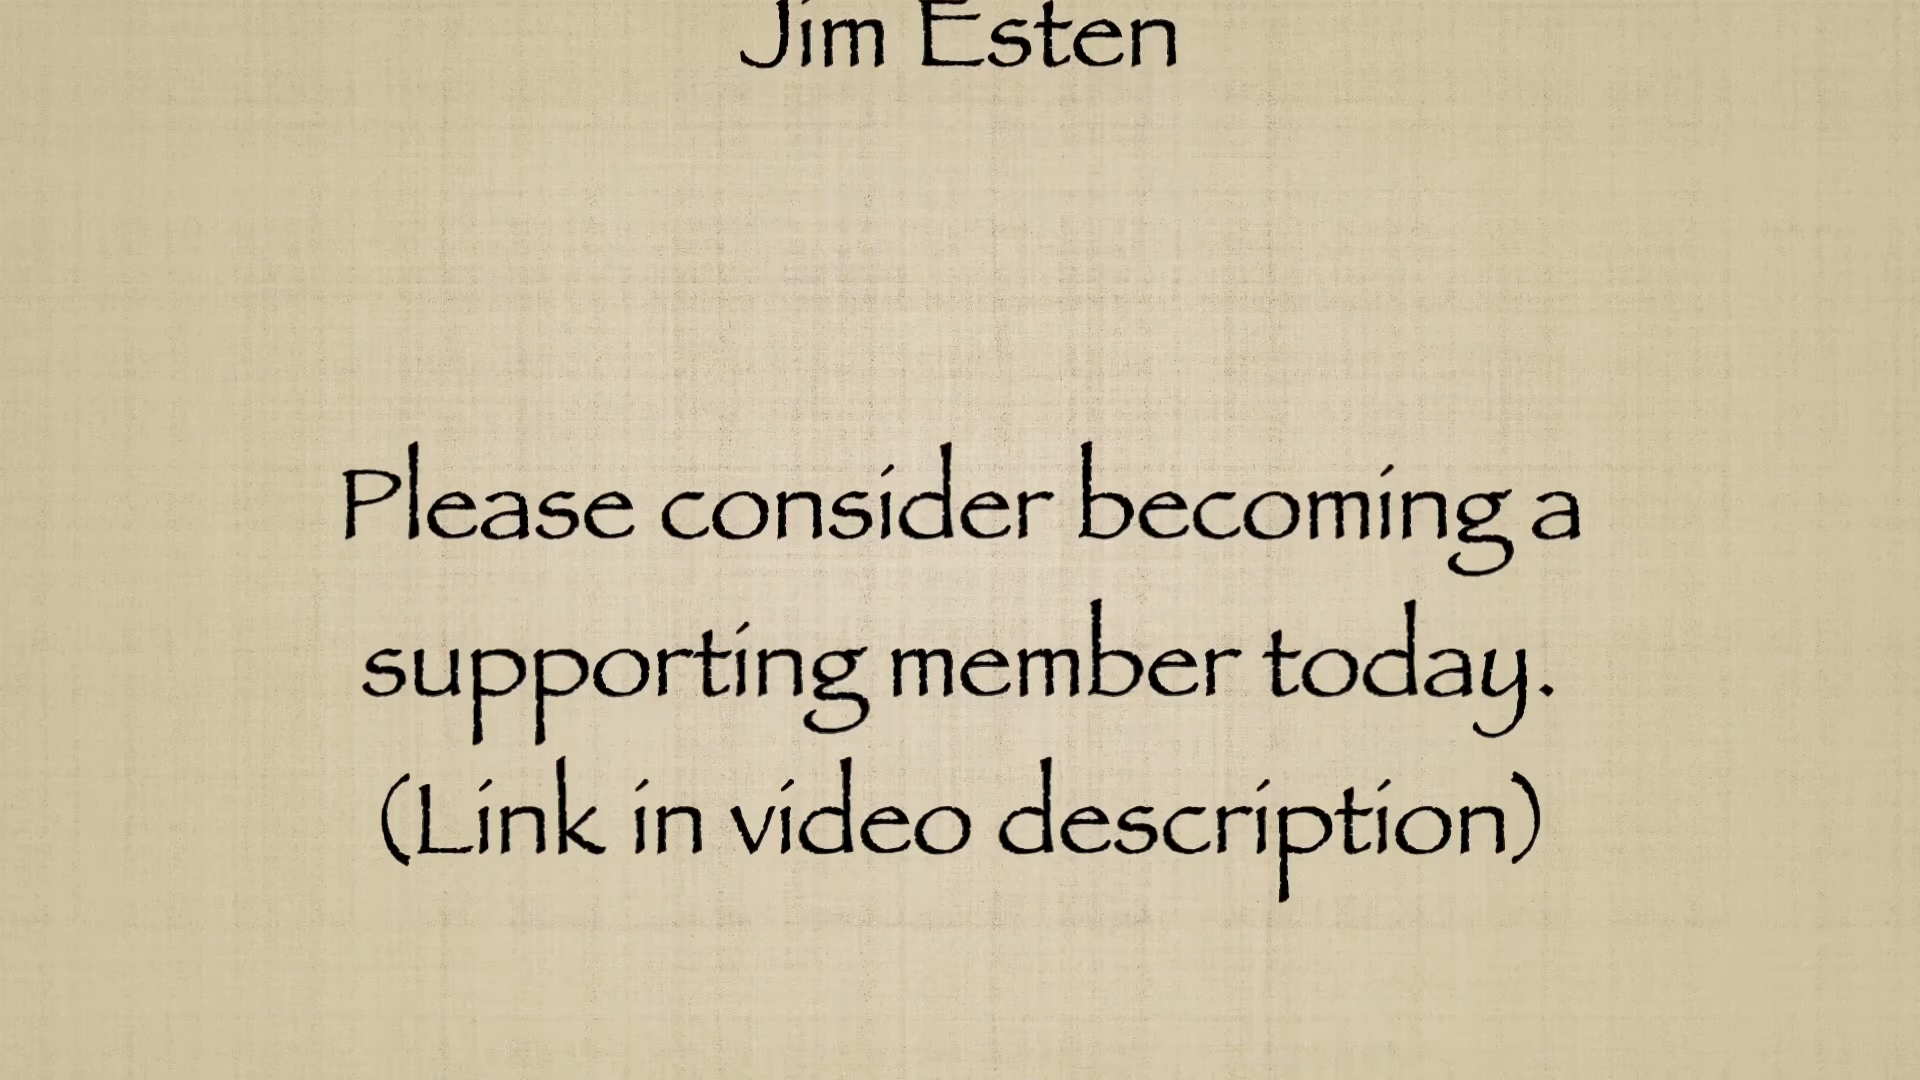 Jim Esten
Please consider becoming a
supporting member today.
(Link in video description)